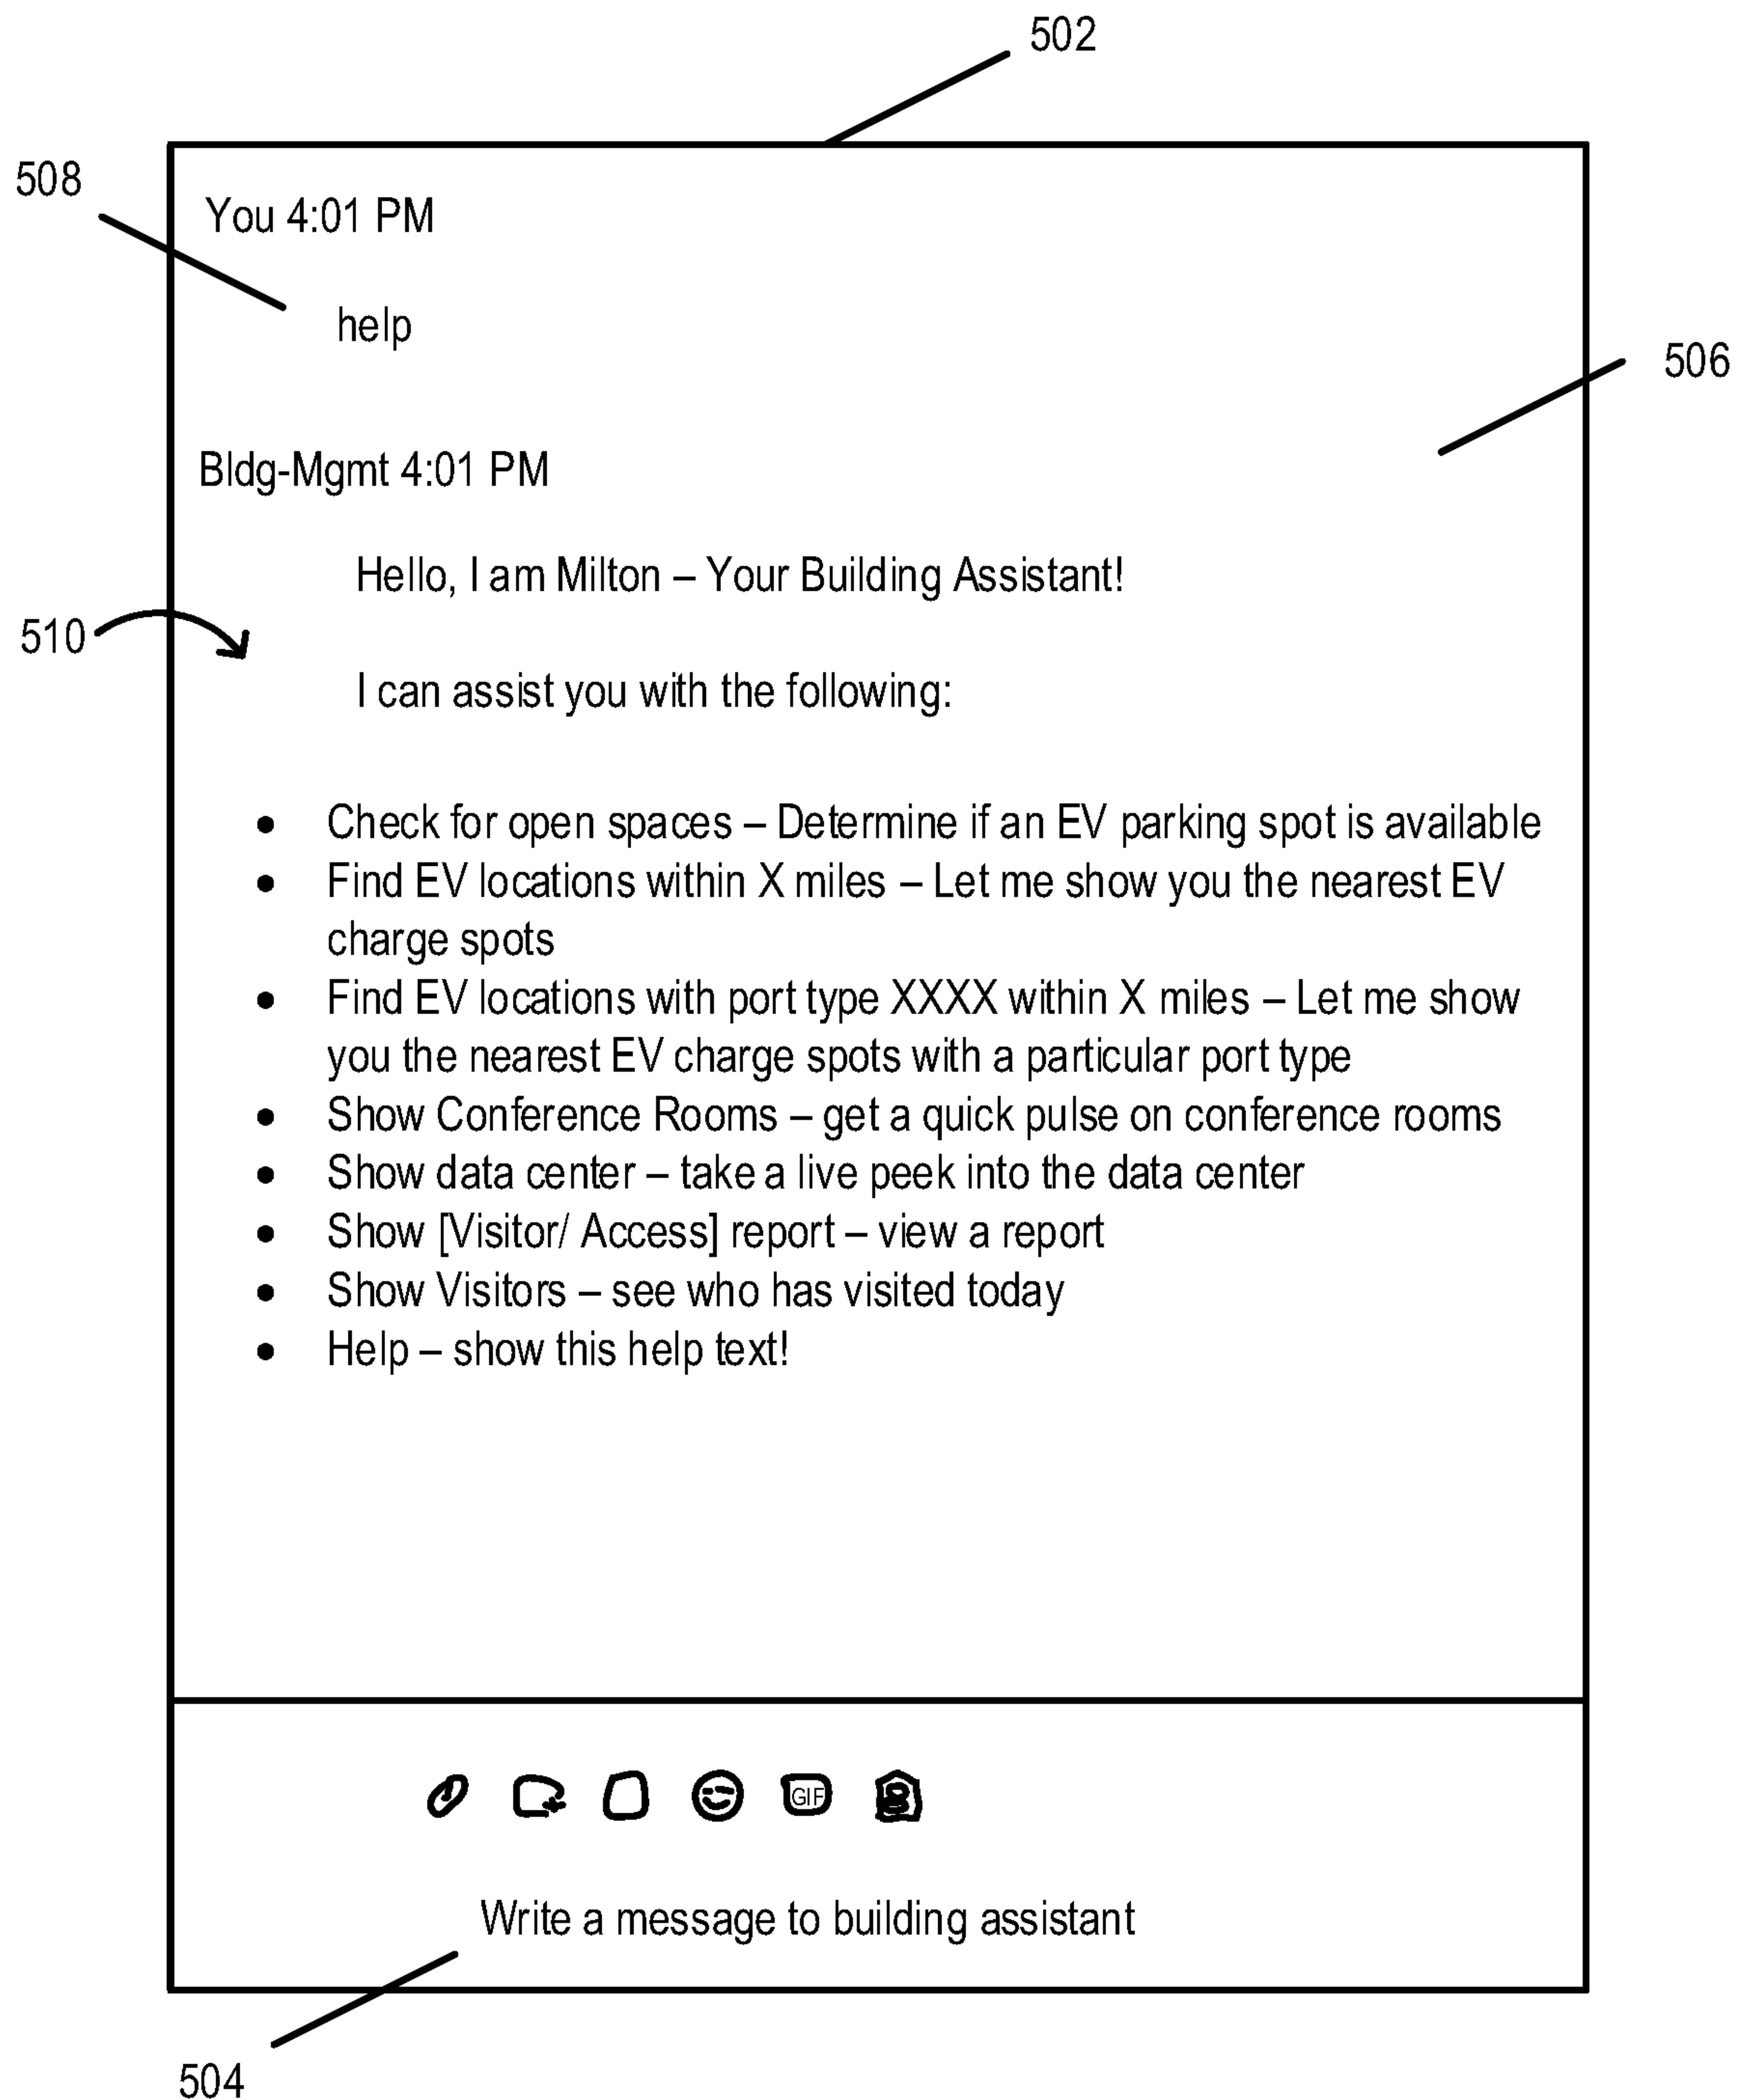 502
508
You 4:01 PM
help
506
Bldg-Mgmt 4:01 PM
Hello, I am Milton – Your Building Assistant!
510
I can assist you with the following:
• Check for open spaces – Determine if an EV parking spot is available
• Find EV locations within X miles – Let me show you the nearest EV
charge spots
• Find EV locations with port type XXXX within X miles – Let me show
you the nearest EV charge spots with a particular port type
• Show Conference Rooms – get a quick pulse on conference rooms
• Show data center – take a live peek into the data center
• Show [Visitor/ Access] report – view a report
• Show Visitors – see who has visited today
• Help – show this help text!
GIF
Write a message to building assistant
504